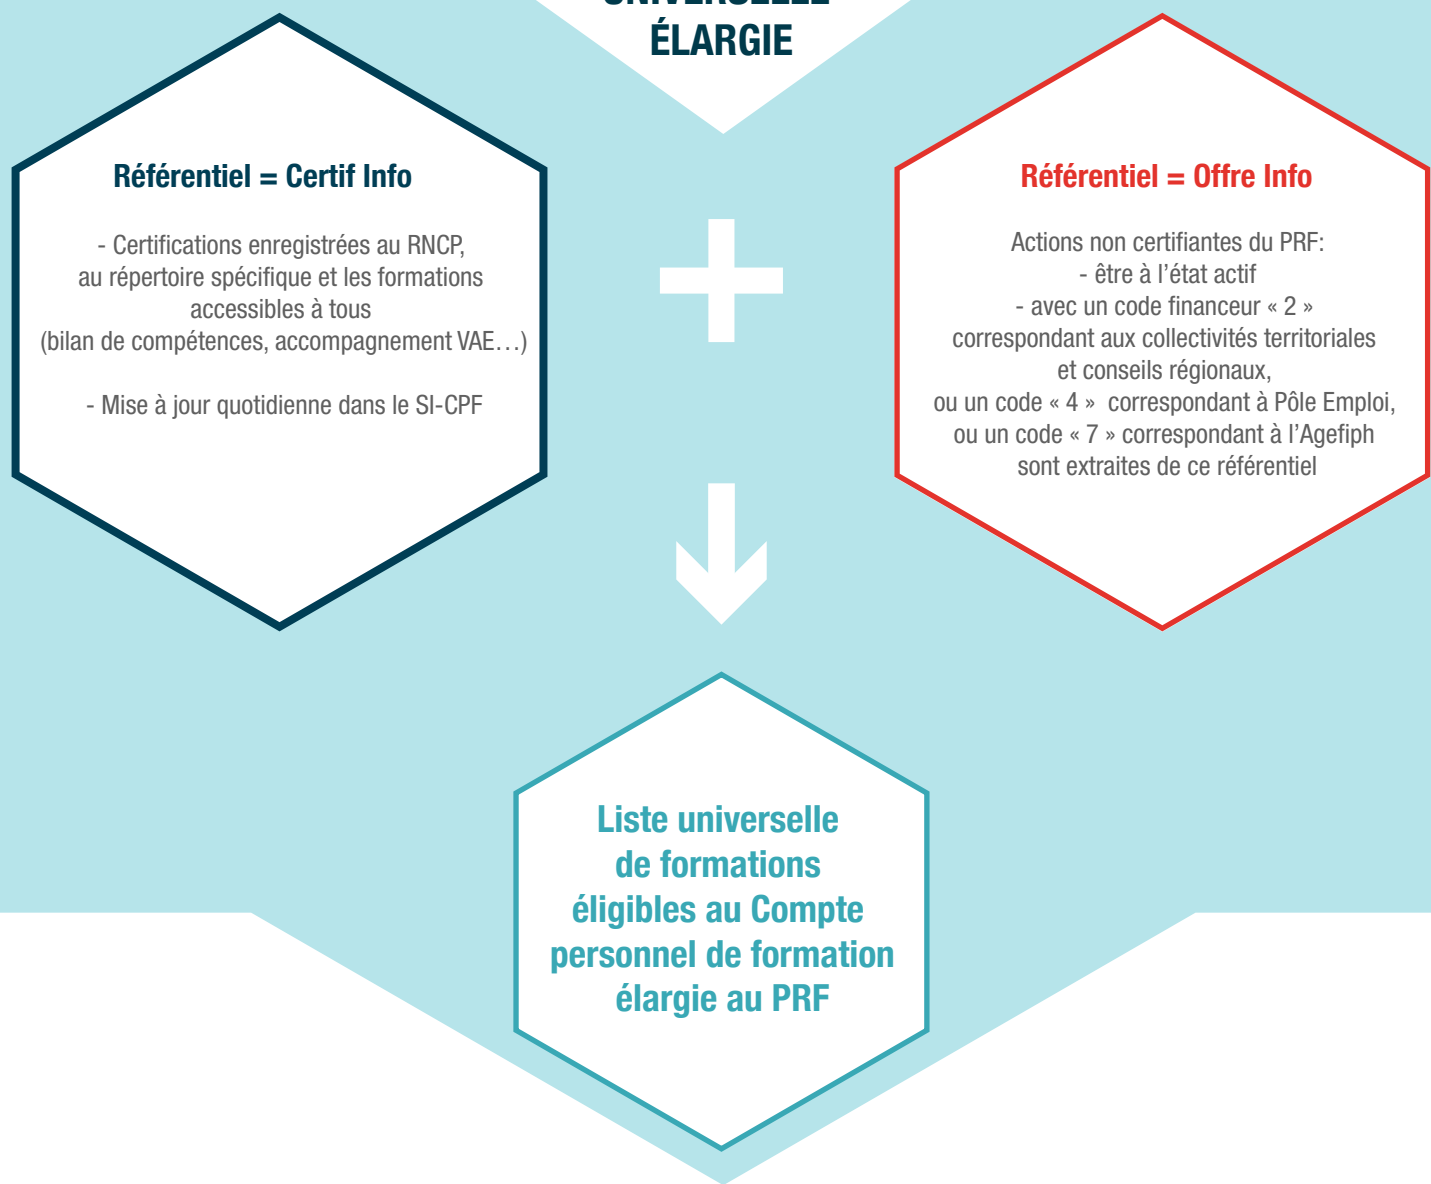 UNIVERSELLE
ÉLARGIE
Référentiel = Certif Info
- Certifications enregistrées au RNCP,
au répertoire spécifique et les formations
accessibles à tous
(bilan de compétences, accompagnement VAE…)
- Mise à jour quotidienne dans le SI-CPF
Référentiel = Offre Info
Actions non certifiantes du PRF:
- être à l’état actif
- avec un code financeur « 2 »
correspondant aux collectivités territoriales
et conseils régionaux,
ou un code « 4 »  correspondant à Pôle Emploi,
ou un code « 7 » correspondant à l’Agefiph
sont extraites de ce référentiel
Liste universelle
de formations
éligibles au Compte
personnel de formation
élargie au PRF